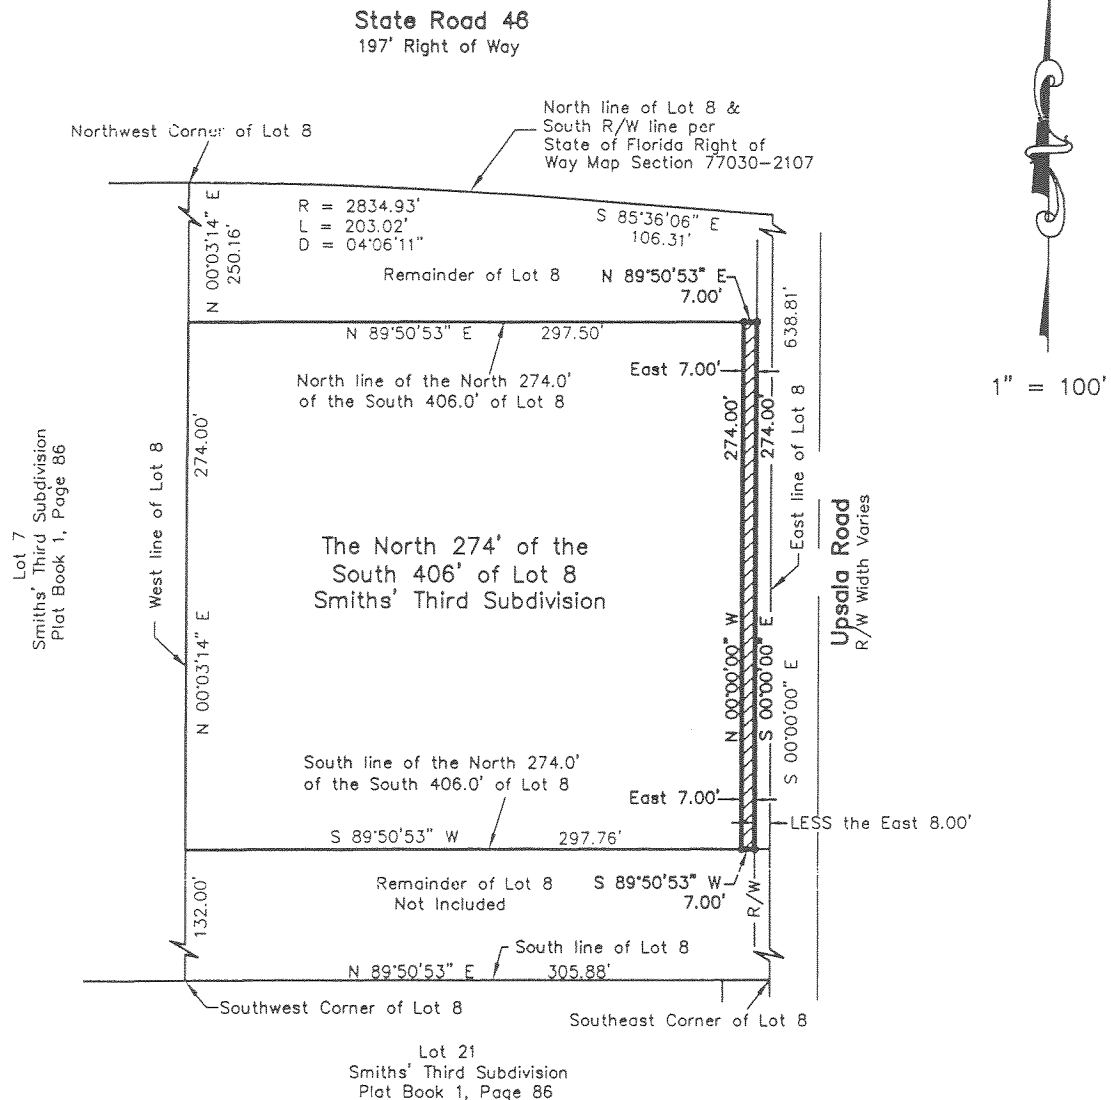 State Road 46
197' Right of Way
North line of Lot 8 &
South R/W line per
State of Florida Right of
Way Map Section 77030-2107
Northwest Corner of Lot 8
N 00°03'14" E
250.16'
R = 2834.93'
L = 203.02'
D = 04°06'11"
S 85°36'06" E
106.31'
Remainder of Lot 8
N 89°50'53" E
7.00'
638.81'
1" = 100'
N 89°50'53" E 297.50'
East 7.00'
North line of the North 274.0'
of the South 406.0' of Lot 8
274.00'
274.00'
274.00'
East line of Lot 8
West line of Lot 8
Lot 7
Smiths' Third Subdivision
Plat Book 1, Page 86
The North 274' of the
South 406' of Lot 8
Smiths' Third Subdivision
Upsala Road
R/W Width Varies
N 00°03'14" E
N 00°00'00" W
S 00°00'00" E
S 00°00'00" E
South line of the North 274.0'
of the South 406.0' of Lot 8
East 7.00'
LESS the East 8.00'
S 89°50'53" W 297.76'
132.00'
Remainder of Lot 8
Not Included
S 89°50'53" W
7.00'
R/W
South line of Lot 8
N 89°50'53" E 305.88'
Southwest Corner of Lot 8
Southeast Corner of Lot 8
Lot 21
Smiths' Third Subdivision
Plat Book 1, Page 86